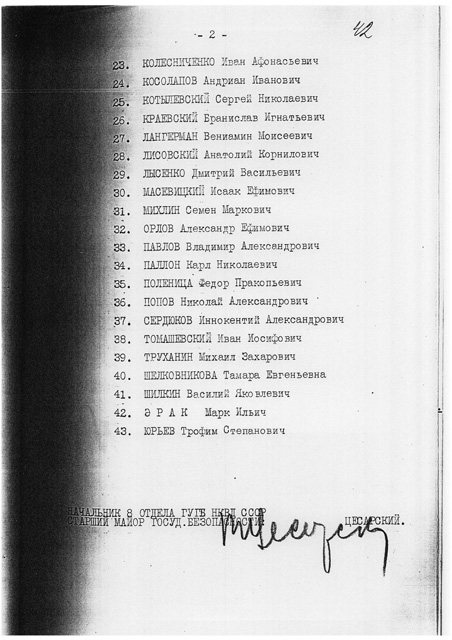 - 2 -
42
23. КОЛЕСНИЧЕНКО Иван Афонасьевич
24. КОСОЛАПОВ Андриан Иванович
25. КОТЫЛЕВСКИЙ Сергей Николаевич
26. КРАЕВСКИЙ Бранислав Игнатьевич
27. ЛАНГЕРМАН Вениамин Моисеевич
28. ЛИСОВСКИЙ Анатолий Корнилович
29. ЛЫСЕНКО Дмитрий Васильевич
30. МАСЕВИЦКИЙ Исаак Ефимович
31. МИХЛИН Семен Маркович
32. ОРЛОВ Александр Ефимович
33. ПАВЛОВ Владимир Александрович
34. ПАЛЛОН Карл Николаевич
35. ПОЛЕНИЦА Федор Пракопьевич
36. ПОПОВ Николай Александрович
37. СЕРДЮКОВ Иннокентий Александрович
38. ТОМАШЕВСКИЙ Иван Иосифович
39. ТРУХАНИН Михаил Захарович
40. ШЕЛКОВНИКОВА Тамара Евгеньевна
41. ШИЛКИН Василий Яковлевич
42. Э Р А К Марк Ильич
43. ЮРЬЕВ Трофим Степанович
НАЧАЛЬНИК 8 ОТДЕЛА ГУГБ НКВД СССР
СТАРШИЙ МАЙОР ГОСУД.БЕЗОПАСНОСТИ: ЦЕСАРСКИЙ.